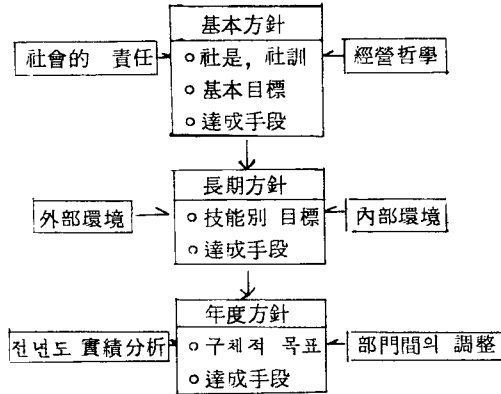 基本方針
社會的 責任
○ 社是, 社訓
經營哲學
○ 基本目標
○ 達成手段
長期方針
外部環境
○ 技能別 目標
內部環境
○ 達成手段
年度方針
전년도 實績分析
○ 구체적 목표
部門間의 調整
○ 達成手段